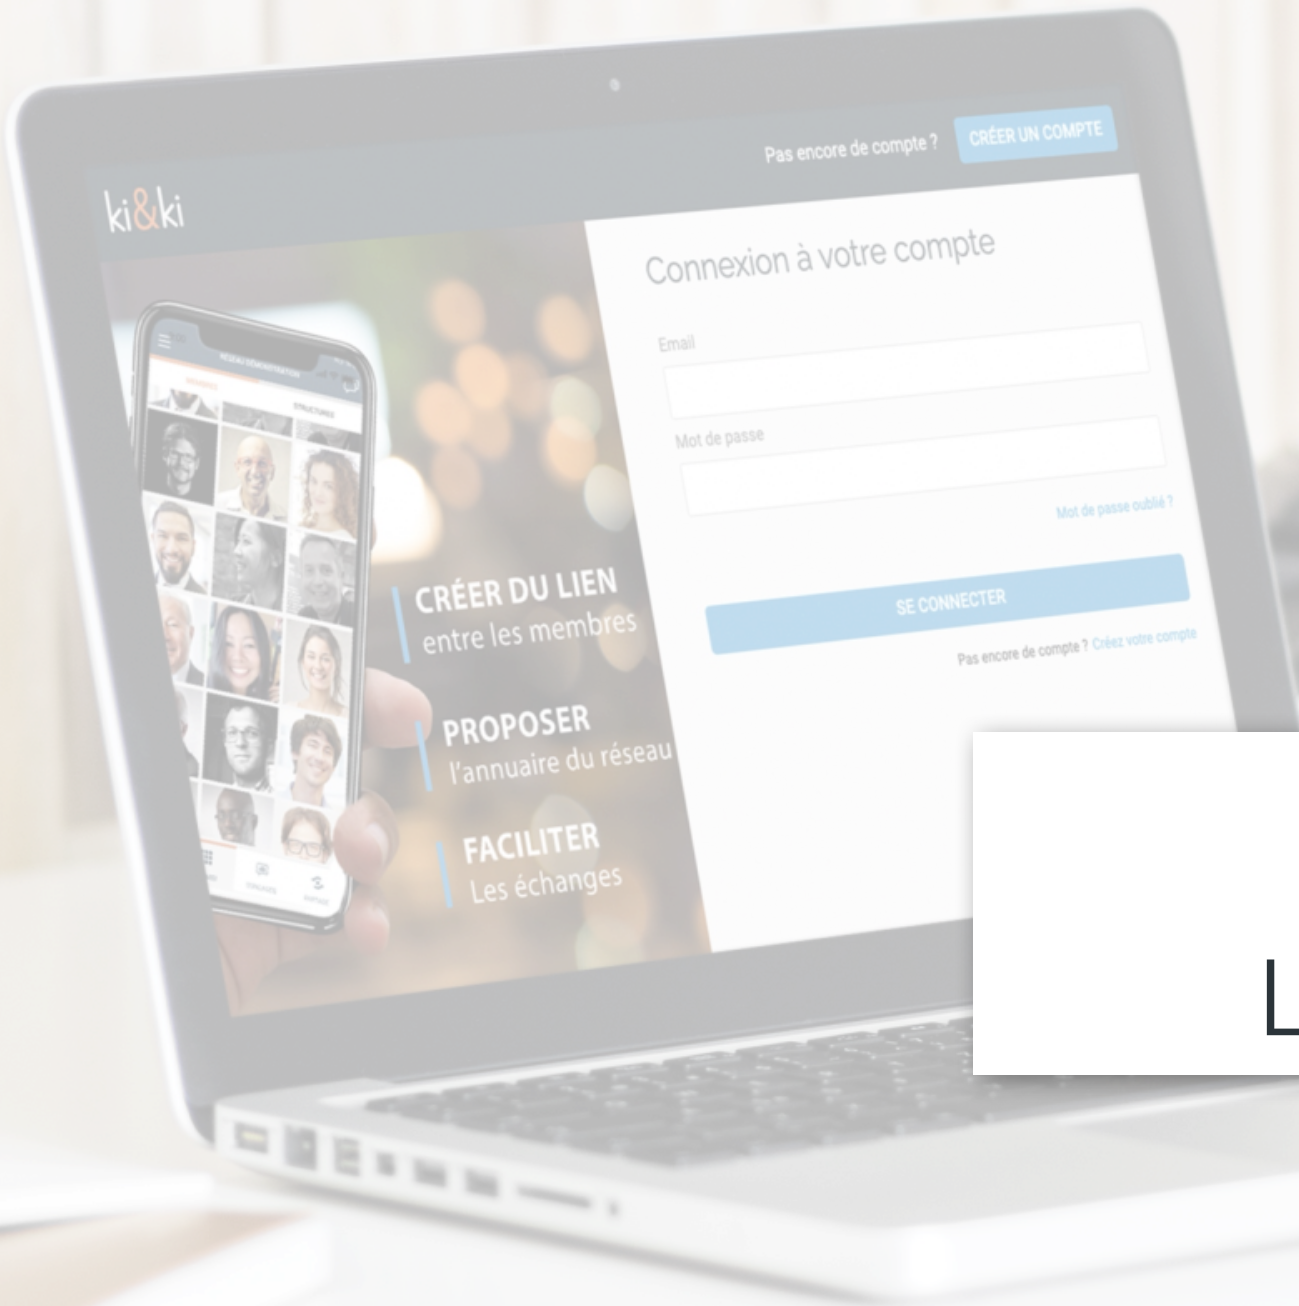 ki&ki
Pas encore de compte ?
CRÉER UN COMPTE
Connexion à votre compte
Email
Mot de passe
Mot de passe oublié ?
SE CONNECTER
Pas encore de compte ? Créez votre compte
RÉSEAU DÉMONSTRATION
STRUCTURES
CRÉER DU LIEN
entre les membres
PROPOSER
l'annuaire du réseau
FACILITER
Les échanges
L